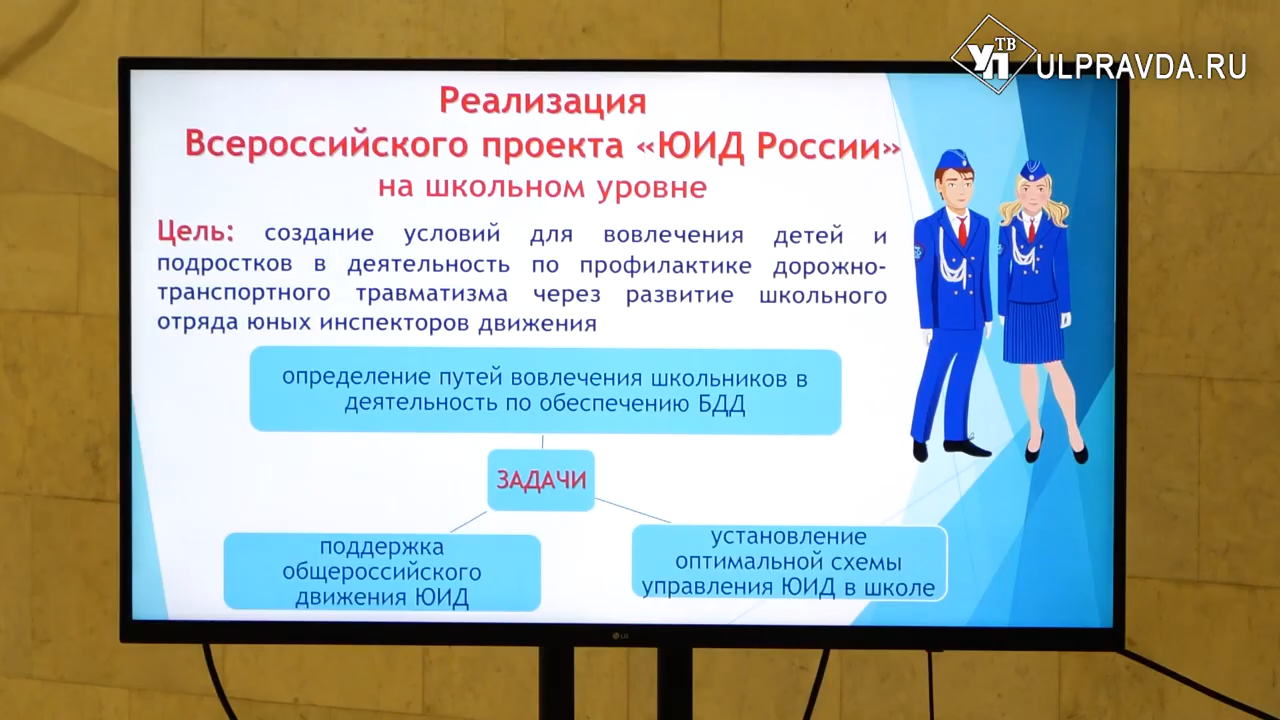 УП
ТВ
ULPRAVDA.RU
Реализация
Всероссийского проекта «ЮИД России»
на школьном уровне
Цель: создание условий для вовлечения детей и
подростков в деятельность по профилактике дорожно-
транспортного травматизма через развитие школьного
отряда юных инспекторов движения
определение путей вовлечения школьников в
деятельность по обеспечению БДД
ЗАДАЧИ
поддержка
общероссийского
движения ЮИД
установление
оптимальной схемы
управления ЮИД в школе
LG